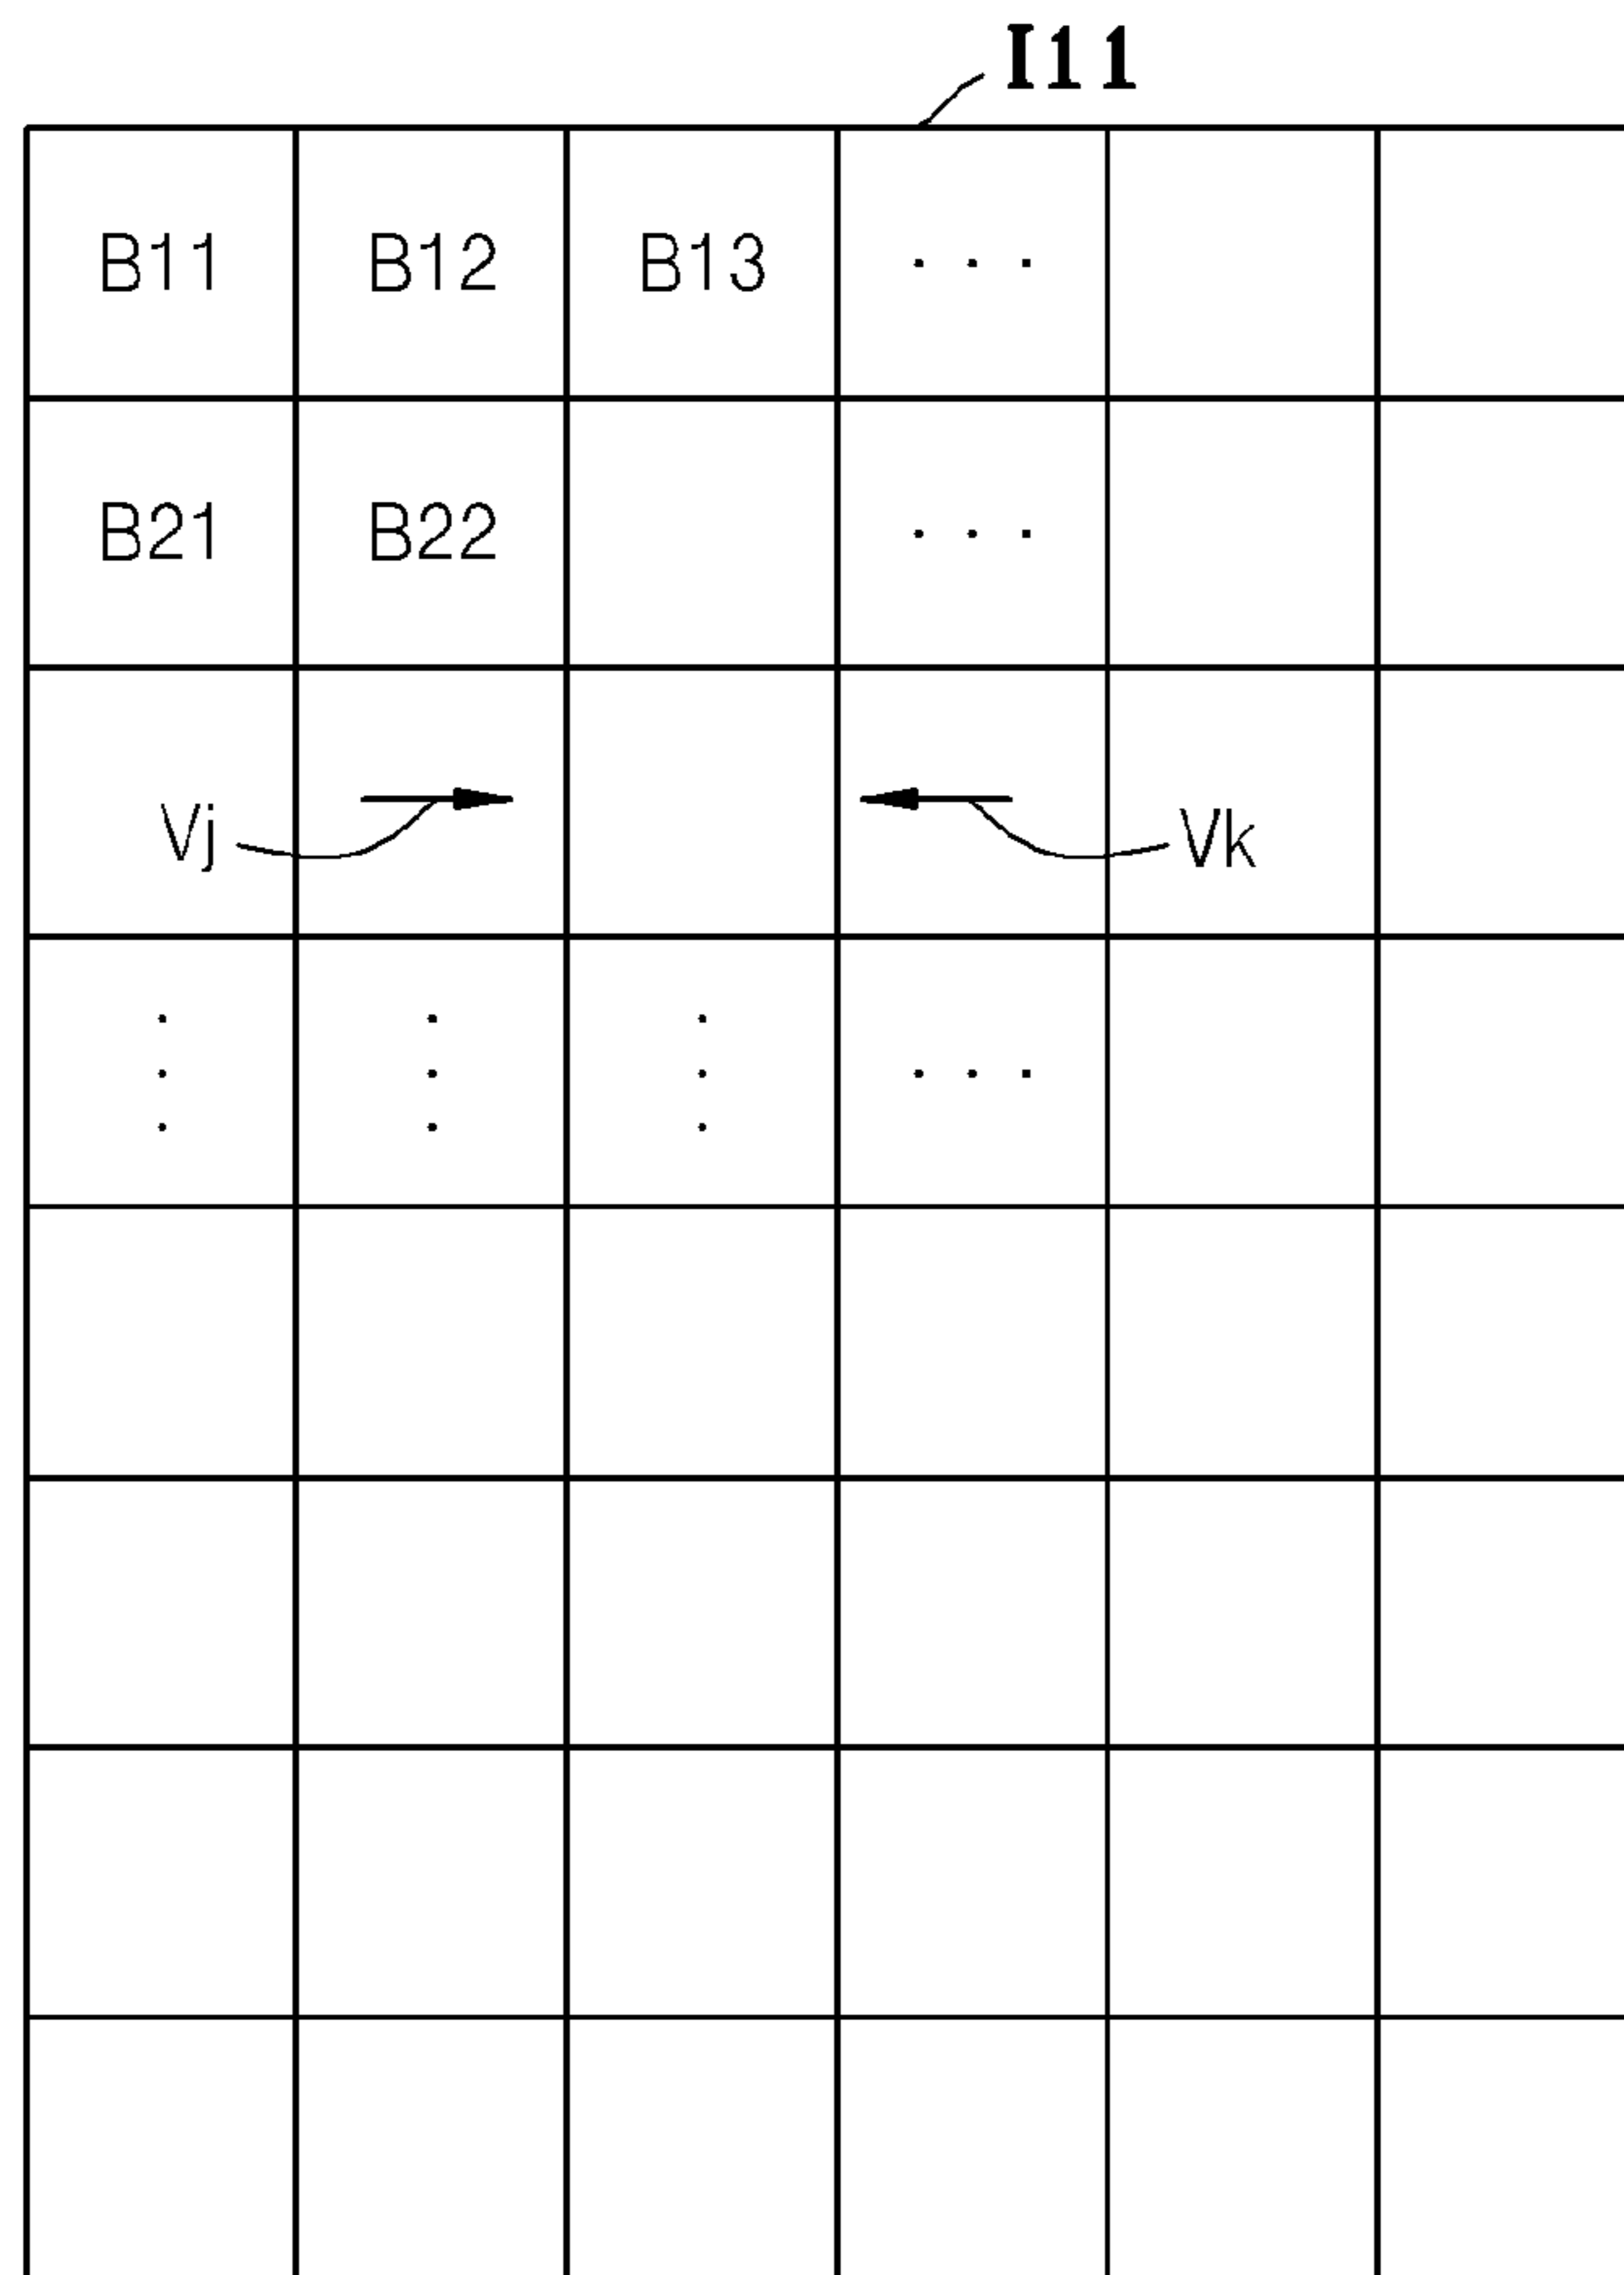 I11
B11 B12 B13 . . .
B21 B22 . . .
Vj Vk
. . . . . .
. . .
. . .